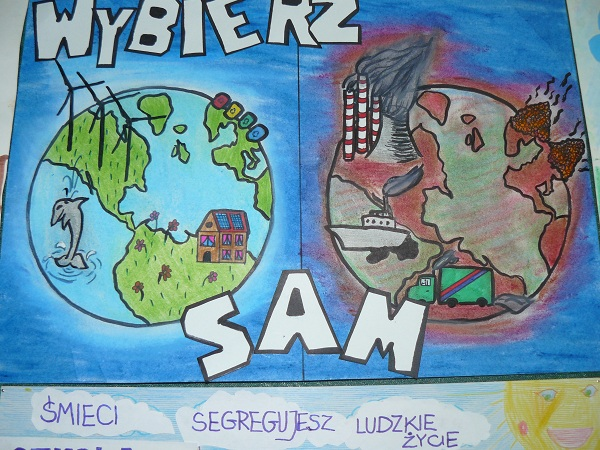 WYBIERZ
SAM
ŚMIECI SEGREGUJESZ LUDZKIE
ŻYCIE